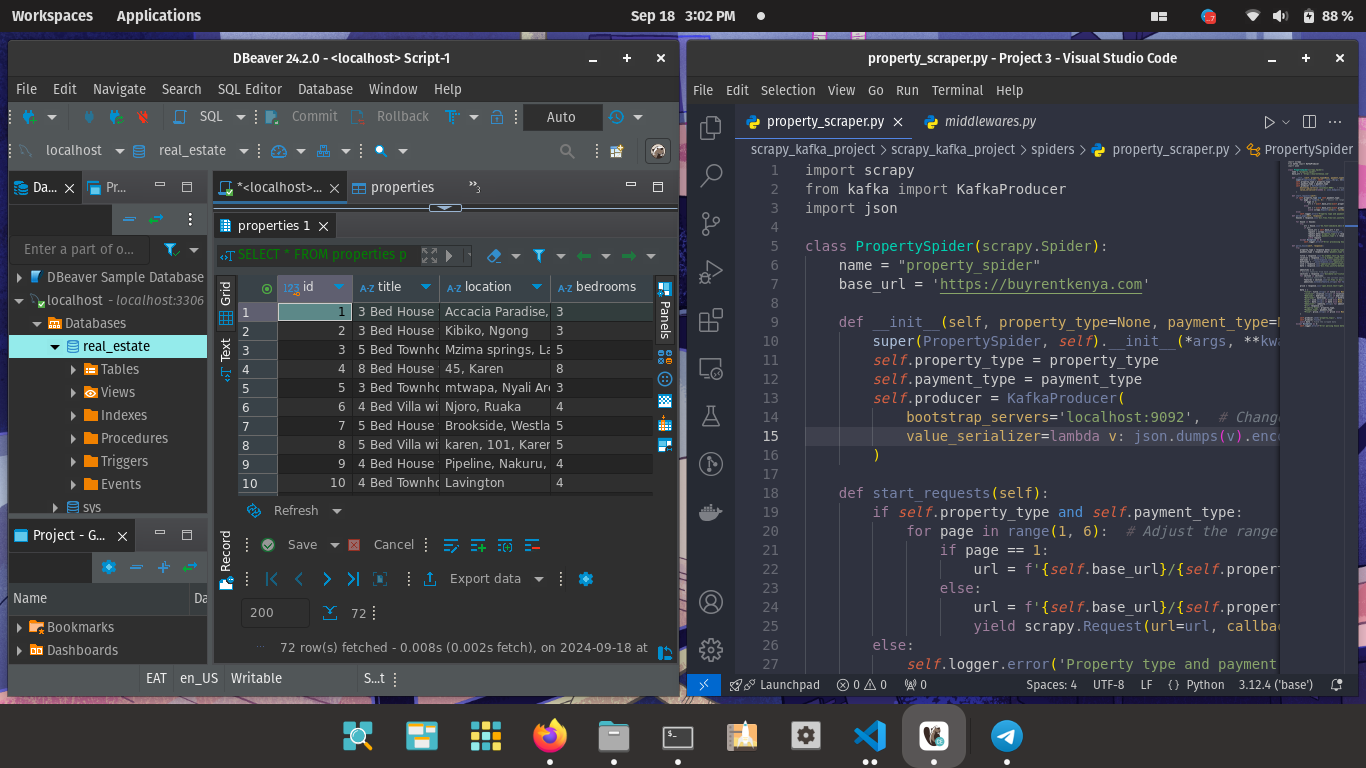 Workspaces Applications Sep 18 3:02 PM 88 %
DBeaver 24.2.0 - <localhost> Script-1
File Edit Navigate Search SQL Editor Database Window Help
SQL Commit Rollback T Auto
localhost real_estate
Da... Pr... *<localhost>... properties »3
properties 1
Enter a part of o... SELECT * FROM properties p
DBeaver Sample Database
localhost - localhost:3306
Databases
real_estate
Tables
Views
Indexes
Procedures
Triggers
Events
sys
Grid
Text
Record
Panels
123 id A-Z title A-Z location A-Z bedrooms
1 1 3 Bed House Accacia Paradise, 3
2 2 3 Bed House Kibiko, Ngong 3
3 3 5 Bed Townho Mzima springs, La 5
4 4 8 Bed House 45, Karen 8
5 5 3 Bed Townho mtwapa, Nyali Are 3
6 6 4 Bed Villa wi Njoro, Ruaka 4
7 7 5 Bed House Brookside, Westla 5
8 8 5 Bed Villa wi karen, 101, Karen 5
9 9 4 Bed House Pipeline, Nakuru, 4
10 10 4 Bed Townho Lavington 4
Refresh
Save Cancel
Export data
200 72
72 row(s) fetched - 0.008s (0.002s fetch), on 2024-09-18 at
Project - G...
Name Da
Bookmarks
Dashboards
EAT en_US Writable S...t
property_scraper.py - Project 3 - Visual Studio Code
File Edit Selection View Go Run Terminal Help
property_scraper.py middlewares.py
scrapy_kafka_project > scrapy_kafka_project > spiders > property_scraper.py > PropertySpider
1 import scrapy
2 from kafka import KafkaProducer
3 import json
4
5 class PropertySpider(scrapy.Spider):
6 name = "property_spider"
7 base_url = 'https://buyrentkenya.com'
8
9 def __init__(self, property_type=None, payment_type=N
10 super(PropertySpider, self).__init__(*args, **kwa
11 self.property_type = property_type
12 self.payment_type = payment_type
13 self.producer = KafkaProducer(
14 bootstrap_servers='localhost:9092', # Change
15 value_serializer=lambda v: json.dumps(v).enco
16 )
17
18 def start_requests(self):
19 if self.property_type and self.payment_type:
20 for page in range(1, 6): # Adjust the range
21 if page == 1:
22 url = f'{self.base_url}/{self.propert
23 else:
24 url = f'{self.base_url}/{self.propert
25 yield scrapy.Request(url=url, callbac
26 else:
27 self.logger.error('Property type and payment
Launchpad 0 0 0 Spaces: 4 UTF-8 LF {} Python 3.12.4 ('base')